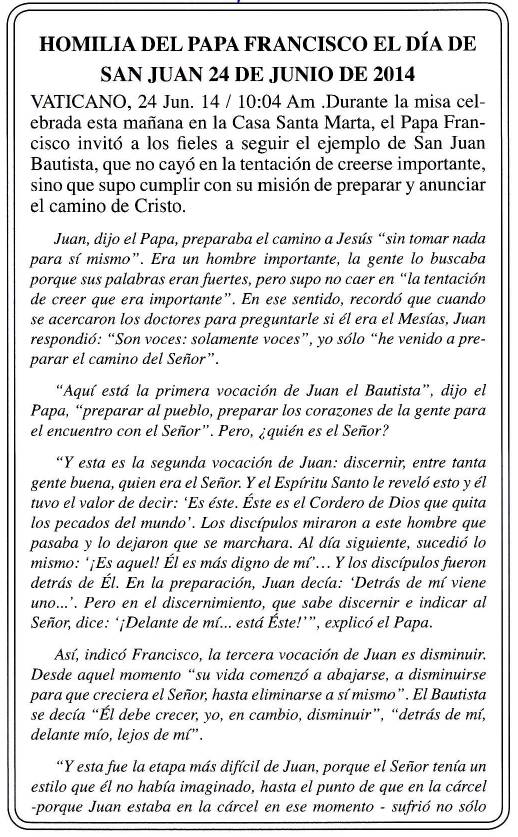 HOMILIA DEL PAPA FRANCISCO EL DÍA DE
SAN JUAN 24 DE JUNIO DE 2014
VATICANO, 24 Jun. 14 / 10:04 Am .Durante la misa cel-
ebrada esta mañana en la Casa Santa Marta, el Papa Fran-
cisco invitó a los fieles a seguir el ejemplo de San Juan
Bautista, que no cayó en la tentación de creerse importante,
sino que supo cumplir con su misión de preparar y anunciar
el camino de Cristo.
Juan, dijo el Papa, preparaba el camino a Jesús “sin tomar nada
para sí mismo”. Era un hombre importante, la gente lo buscaba
porque sus palabras eran fuertes, pero supo no caer en “la tentación
de creer que era importante”. En ese sentido, recordó que cuando
se acercaron los doctores para preguntarle si él era el Mesías, Juan
respondió: “Son voces: solamente voces”, yo sólo “he venido a pre-
parar el camino del Señor”.
“Aquí está la primera vocación de Juan el Bautista”, dijo el
Papa, “preparar al pueblo, preparar los corazones de la gente para
el encuentro con el Señor”. Pero, ¿quién es el Señor?
“Y esta es la segunda vocación de Juan: discernir, entre tanta
gente buena, quien era el Señor. Y el Espíritu Santo le reveló esto y él
tuvo el valor de decir: ‘Es éste. Éste es el Cordero de Dios que quita
los pecados del mundo’. Los discípulos miraron a este hombre que
pasaba y lo dejaron que se marchara. Al día siguiente, sucedió lo
mismo: ‘¡Es aquel! Él es más digno de mí’… Y los discípulos fueron
detrás de Él. En la preparación, Juan decía: ‘Detrás de mí viene
uno...’. Pero en el discernimiento, que sabe discernir e indicar al
Señor, dice: ‘¡Delante de mí... está Éste!’”, explicó el Papa.
Así, indicó Francisco, la tercera vocación de Juan es disminuir.
Desde aquel momento “su vida comenzó a abajarse, a disminuirse
para que creciera el Señor, hasta eliminarse a sí mismo”. El Bautista
se decía “Él debe crecer, yo, en cambio, disminuir”, “detrás de mí,
delante mío, lejos de mí”.
“Y esta fue la etapa más difícil de Juan, porque el Señor tenía un
estilo que él no había imaginado, hasta el punto de que en la cárcel
-porque Juan estaba en la cárcel en ese momento - sufrió no sólo